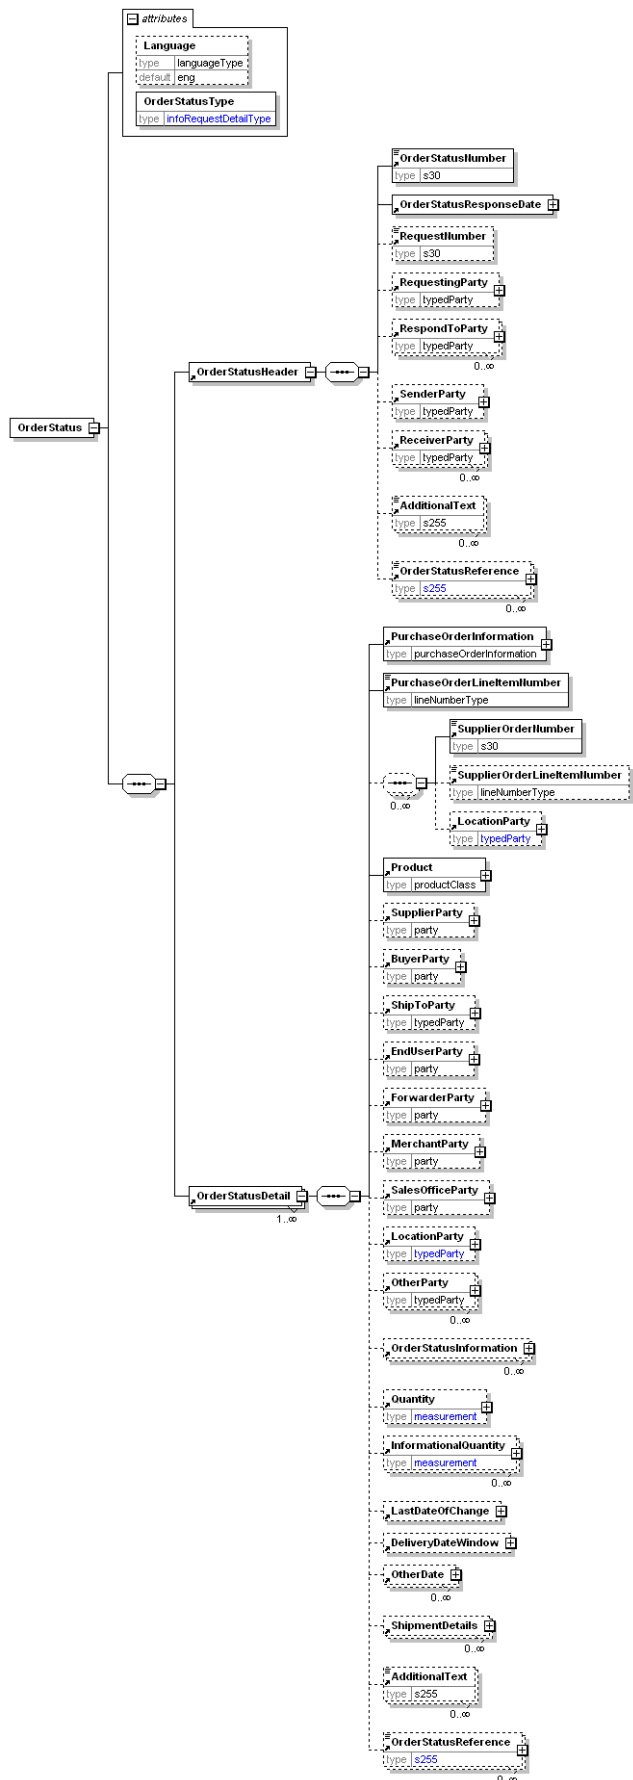 attributes
Language
type languageType
default eng
OrderStatusType
type infoRequestDetailType
OrderStatusNumber
type s30
OrderStatusResponseDate
RequestNumber
type s30
RequestingParty
type typedParty
RespondToParty
type typedParty
0..∞
OrderStatusHeader
SenderParty
type typedParty
OrderStatus
ReceiverParty
type typedParty
0..∞
AdditionalText
type s255
0..∞
OrderStatusReference
type s255
0..∞
PurchaseOrderInformation
type purchaseOrderInformation
PurchaseOrderLineItemNumber
type lineNumberType
SupplierOrderNumber
type s30
SupplierOrderLineItemNumber
type lineNumberType
0..∞
LocationParty
type typedParty
Product
type productClass
SupplierParty
type party
BuyerParty
type party
ShipToParty
type typedParty
EndUserParty
type party
ForwarderParty
type party
MerchantParty
type party
OrderStatusDetail
1..∞
SalesOfficeParty
type party
LocationParty
type typedParty
OtherParty
type typedParty
0..∞
OrderStatusInformation
0..∞
Quantity
type measurement
InformationalQuantity
type measurement
0..∞
LastDateOfChange
DeliveryDateWindow
OtherDate
0..∞
ShipmentDetails
0..∞
AdditionalText
type s255
0..∞
OrderStatusReference
type s255
0..∞